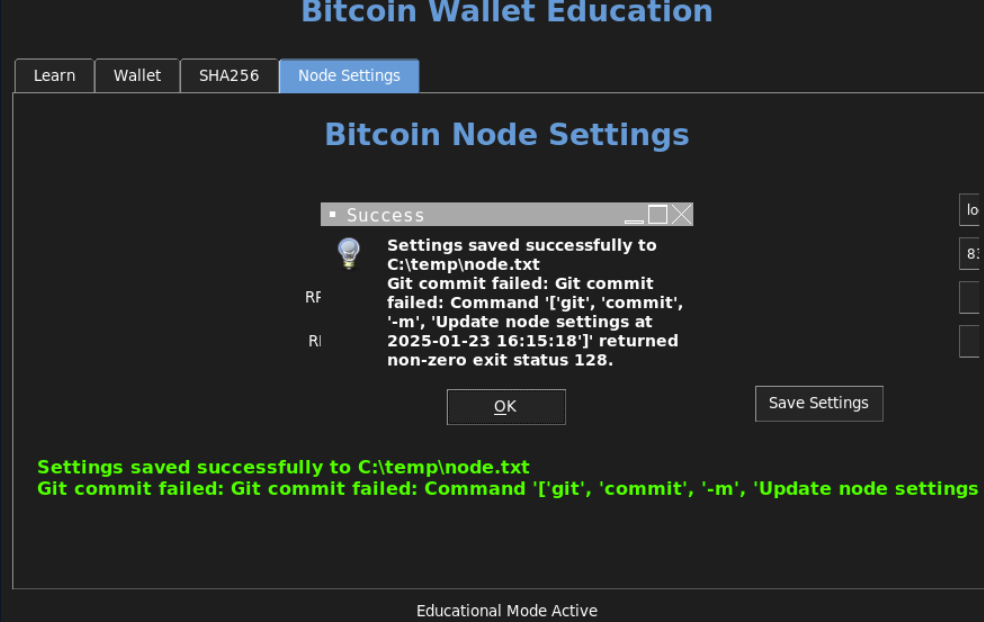 Bitcoin Wallet Education
Learn
Wallet
SHA256
Node Settings
Bitcoin Node Settings
Success
Settings saved successfully to
C:\temp\node.txt
Git commit failed: Git commit
failed: Command '['git', 'commit',
'-m', 'Update node settings at
2025-01-23 16:15:18']' returned
non-zero exit status 128.
OK
lo
Save Settings
Settings saved successfully to C:\temp\node.txt
Git commit failed: Git commit failed: Command '['git', 'commit', '-m', 'Update node settings
Educational Mode Active